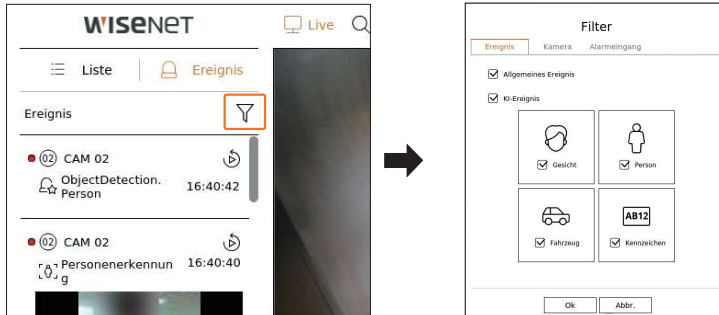 WISENET
Live
Liste
Ereignis
Ereignis
02 CAM 02
ObjectDetection.
Person
16:40:42
02 CAM 02
Personenerkennun
g
16:40:40
Filter
Ereignis Kamera Alarmeingang
Allgemeines Ereignis
KI-Ereignis
Gesicht
Person
AB12
Fahrzeug
Kennzeichen
Ok
Abbr.